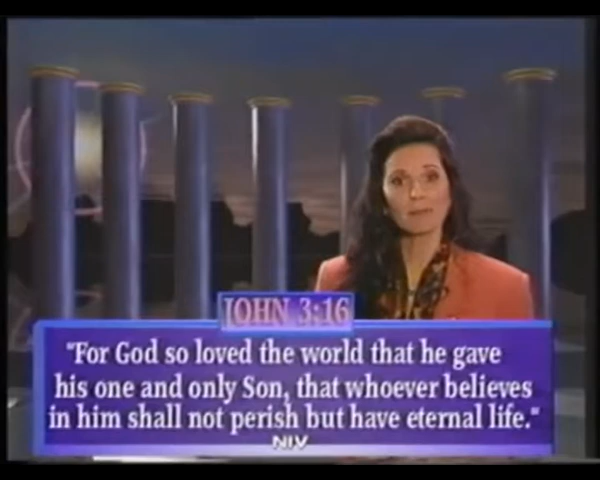 JOHN 3:16
"For God so loved the world that he gave
his one and only Son, that whoever believes
in him shall not perish but have eternal life."
NIV